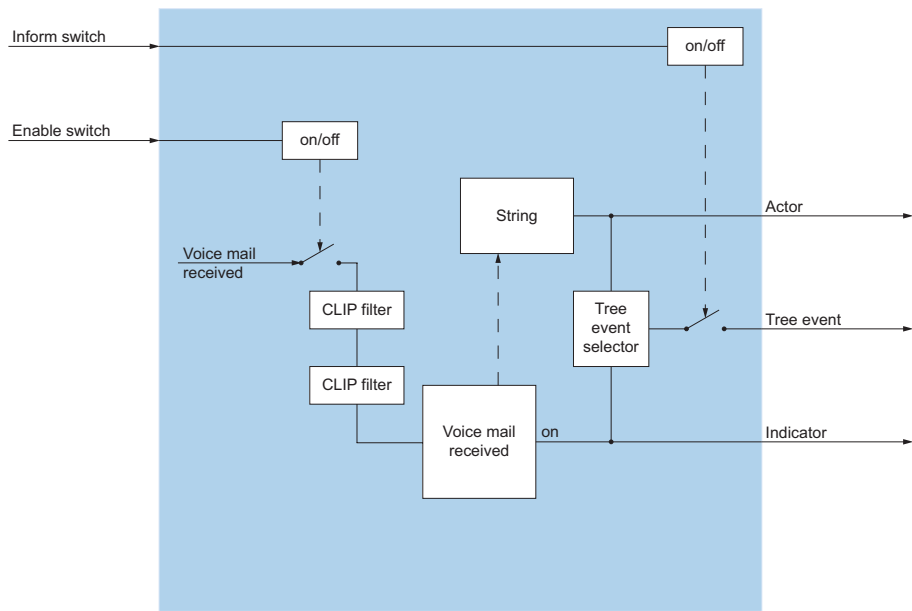 Inform switch
on/off
Enable switch
on/off
String
Actor
Voice mail
received
CLIP filter
Tree
event
selector
Tree event
CLIP filter
Voice mail
received
on
Indicator